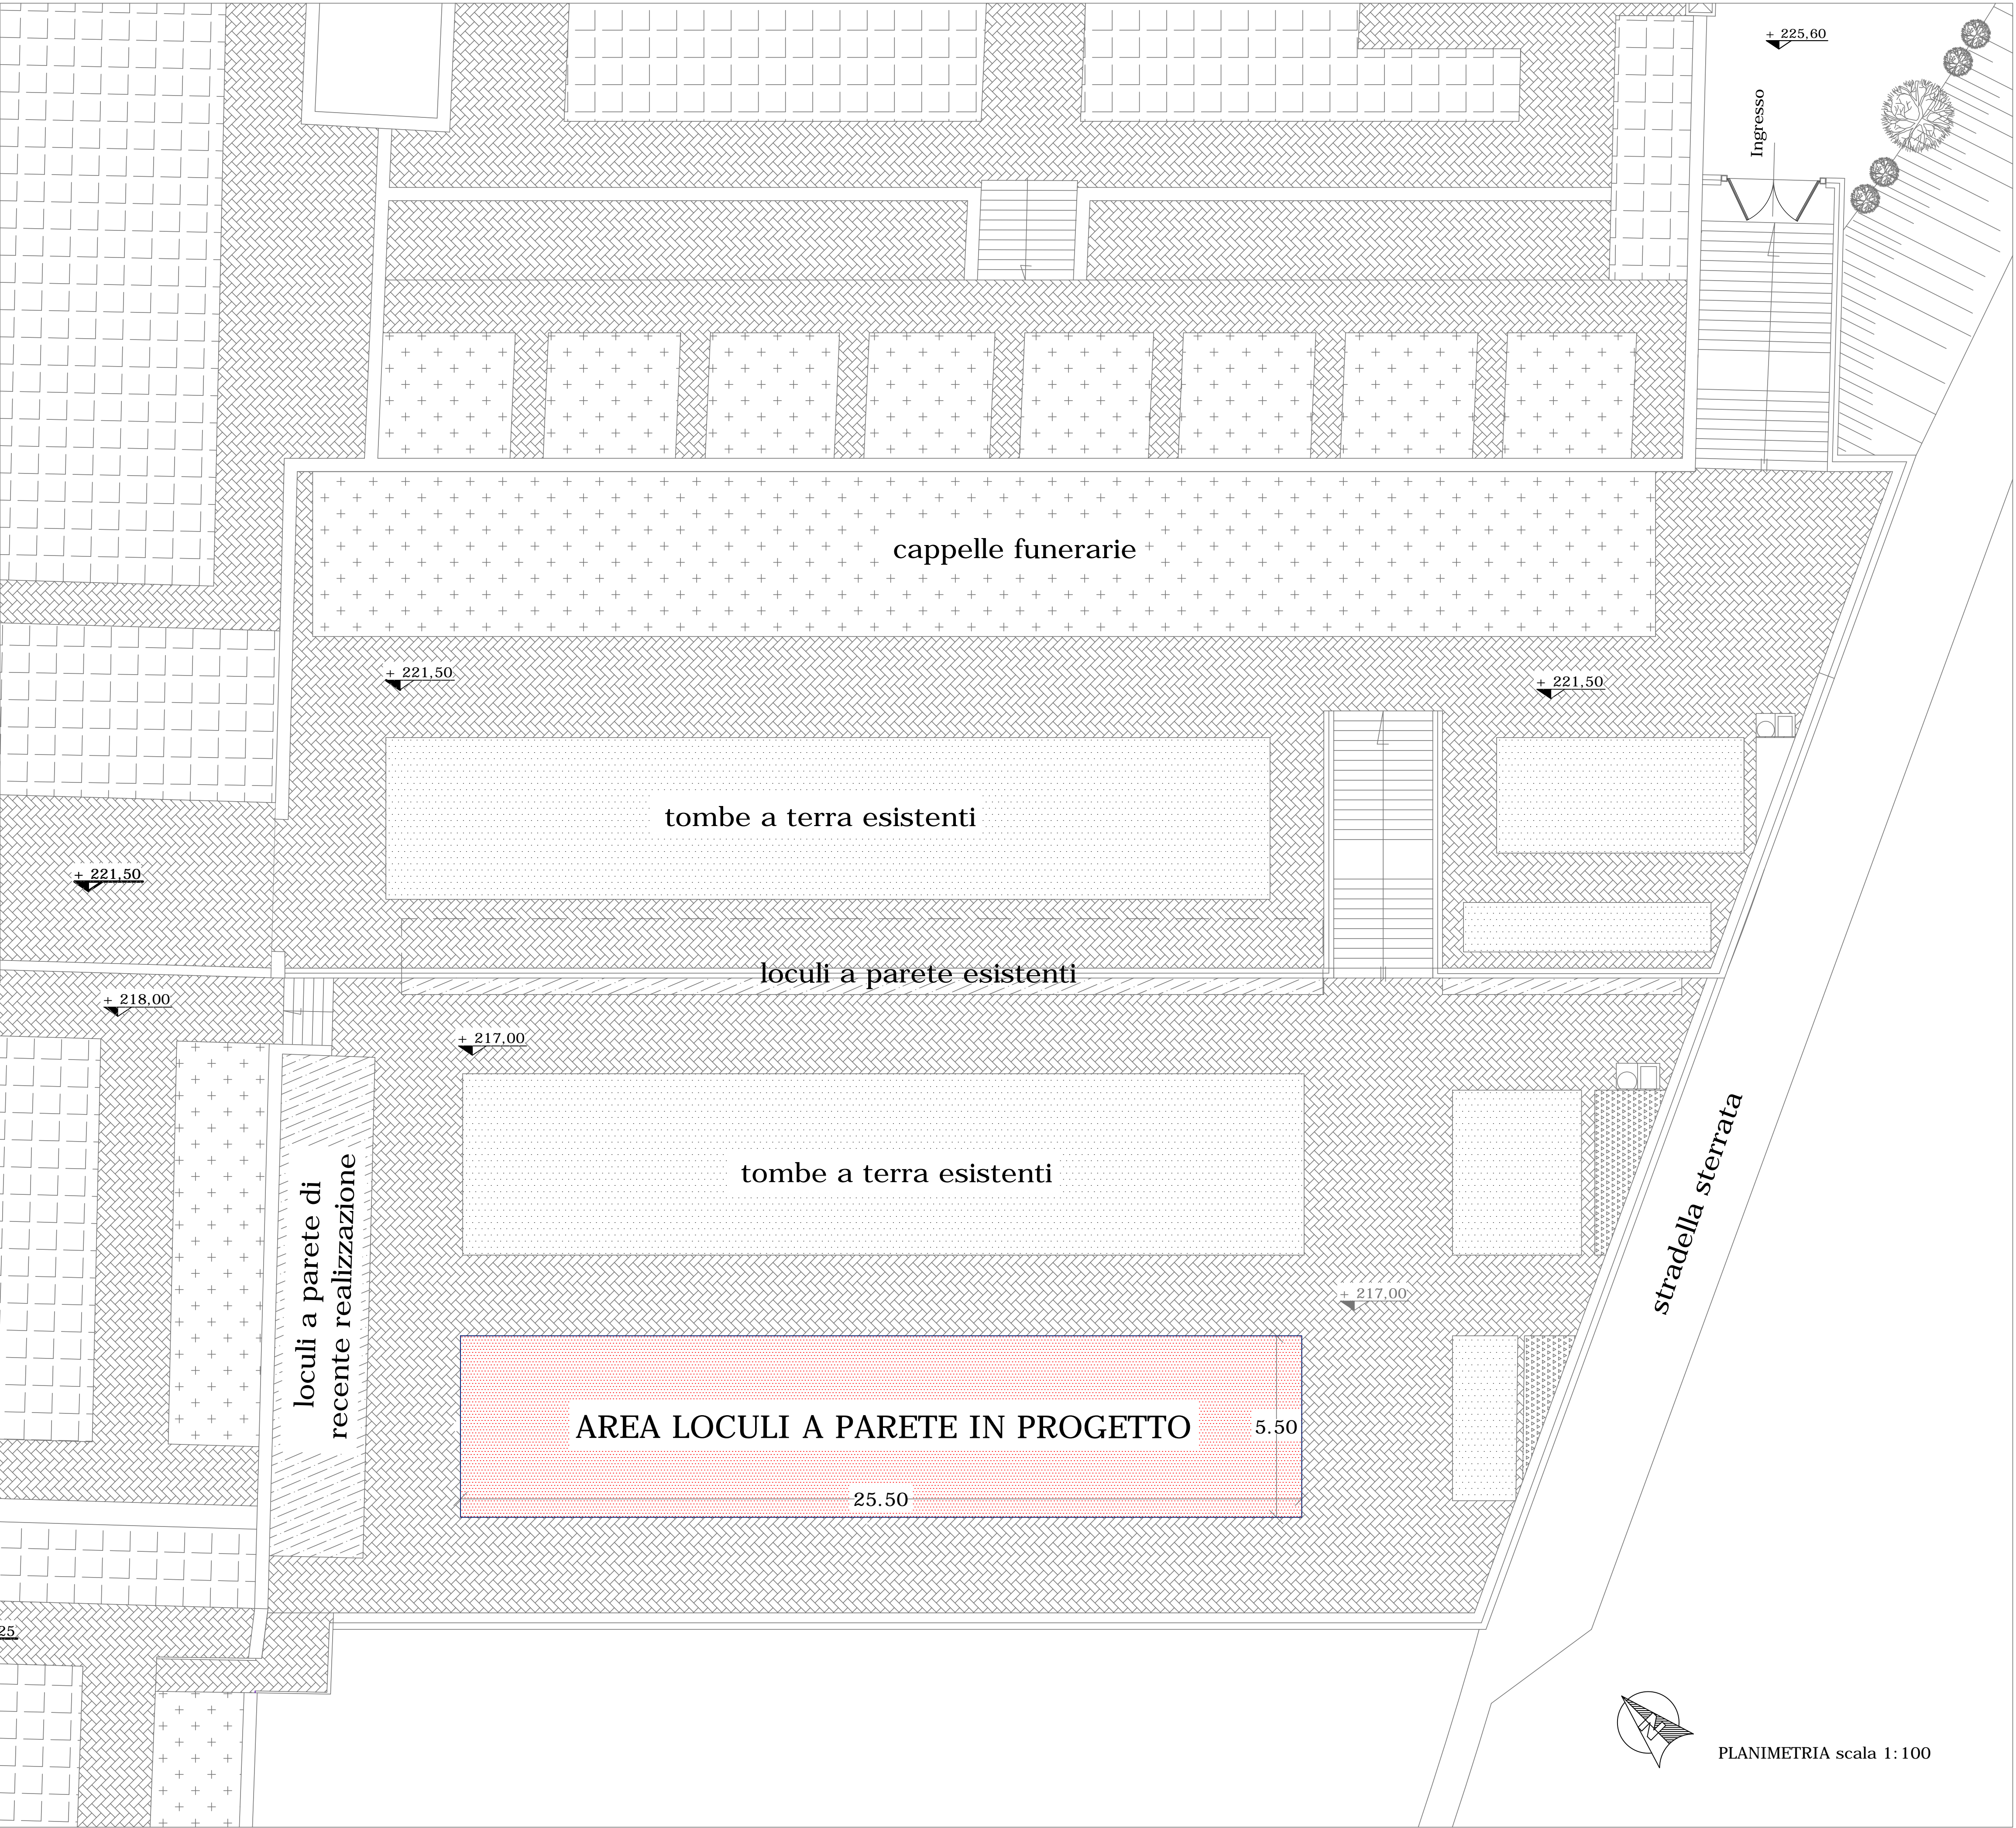 + 225,60
Ingresso
cappelle funerarie
+ 221,50
+ 221,50
tombe a terra esistenti
+ 221,50
loculi a parete esistenti
+ 218,00
+ 217,00
tombe a terra esistenti
loculi a parete di
recente realizzazione
stradella sterrata
+ 217,00
AREA LOCULI A PARETE IN PROGETTO
5.50
25.50
25
N
PLANIMETRIA scala 1:100